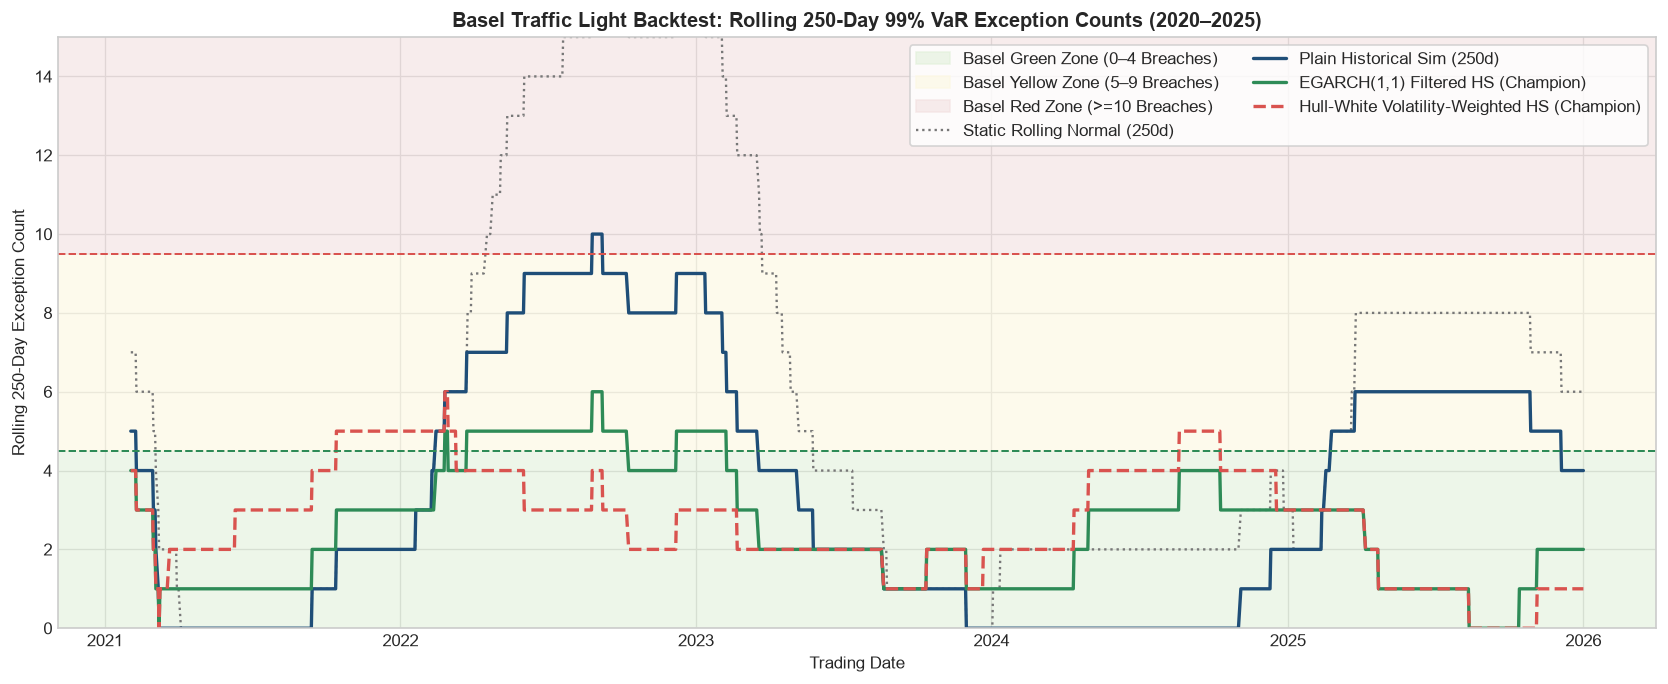 Basel Traffic Light Backtest: Rolling 250-Day 99% VaR Exception Counts (2020–2025)
Basel Green Zone (0–4 Breaches)
Basel Yellow Zone (5–9 Breaches)
Basel Red Zone (>=10 Breaches)
Static Rolling Normal (250d)
Plain Historical Sim (250d)
EGARCH(1,1) Filtered HS (Champion)
Hull-White Volatility-Weighted HS (Champion)
Rolling 250-Day Exception Count
14
12
10
8
6
4
2
0
2021 2022 2023 2024 2025 2026
Trading Date